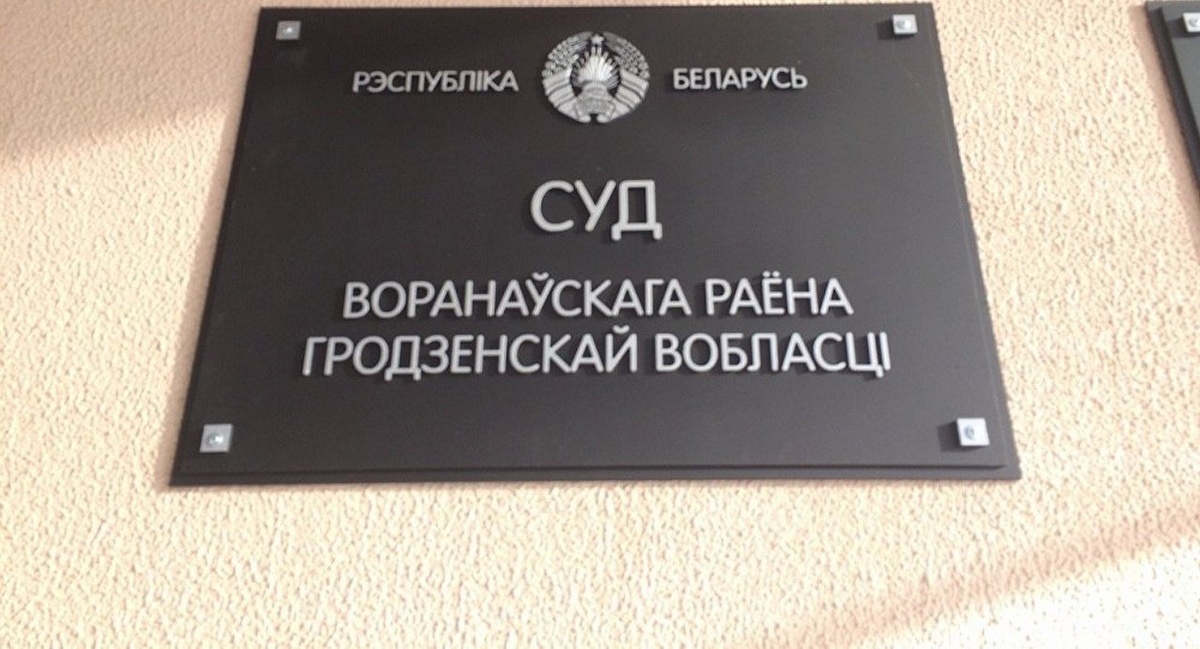 РЭСПУБЛІКА БЕЛАРУСЬ
СУД
ВОРАНАЎСКАГА РАЁНА
ГРОДЗЕНСКАЙ ВОБЛАСЦІ